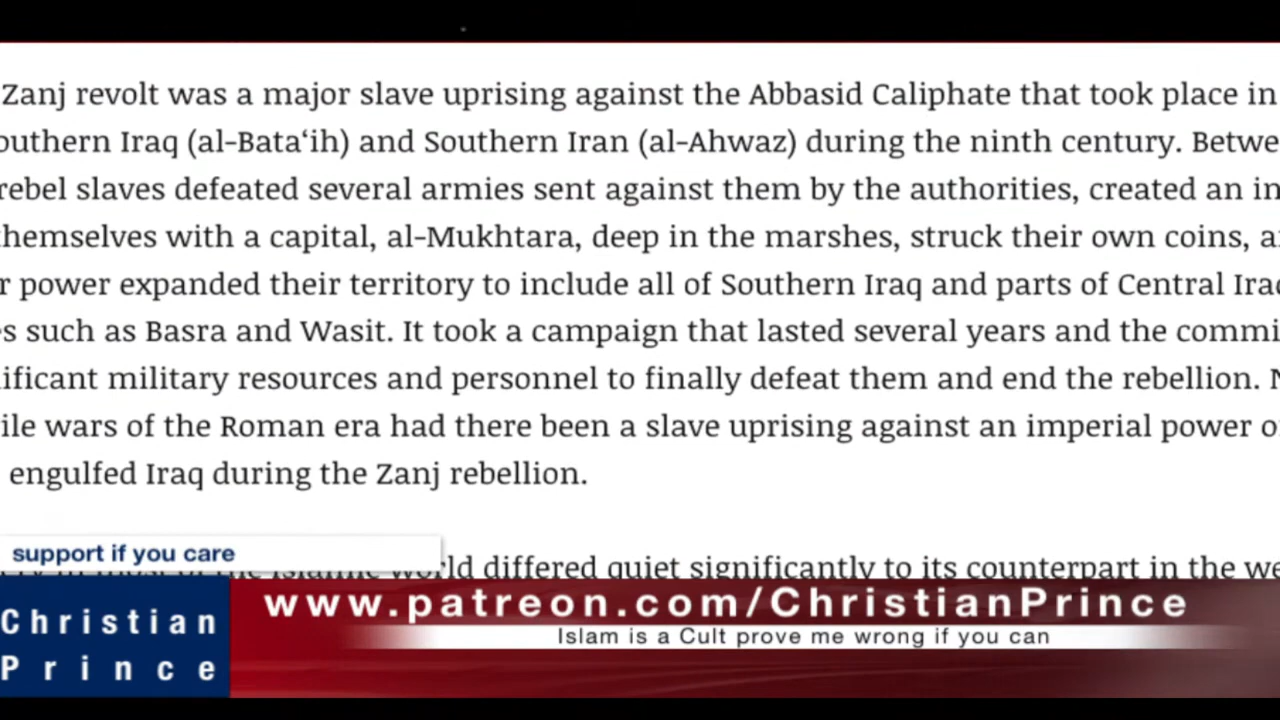 Zanj revolt was a major slave uprising against the Abbasid Caliphate that took place in
outhern Iraq (al-Bata‘ih) and Southern Iran (al-Ahwaz) during the ninth century. Betwe
rebel slaves defeated several armies sent against them by the authorities, created an in
themselves with a capital, al-Mukhtara, deep in the marshes, struck their own coins, a
r power expanded their territory to include all of Southern Iraq and parts of Central Ira
s such as Basra and Wasit. It took a campaign that lasted several years and the commi
ificant military resources and personnel to finally defeat them and end the rebellion.
ile wars of the Roman era had there been a slave uprising against an imperial power o
engulfed Iraq during the Zanj rebellion.
support if you care
in most of the Islamic world differed quiet significantly to its counterpart in the we
Christian
Prince
www.patreon.com/ChristianPrince
Islam is a Cult prove me wrong if you can